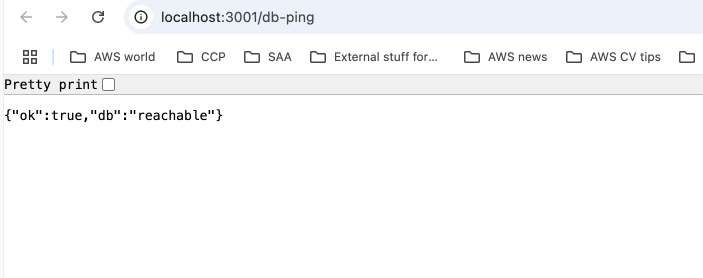 localhost:3001/db-ping
AWS world CCP SAA External stuff for... AWS news AWS CV tips
Pretty print
{"ok":true,"db":"reachable"}